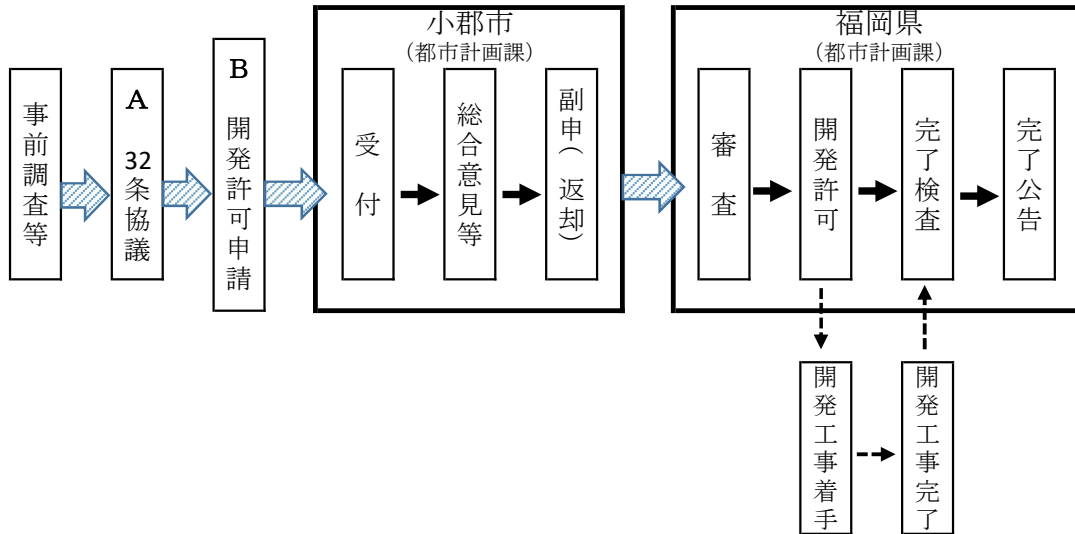 事前調査等
A 32条協議
B 開発許可申請
小郡市
(都市計画課)
受付
総合意見等
副申(返却)
福岡県
(都市計画課)
審査
開発許可
完了検査
完了公告
開発工事着手
開発工事完了